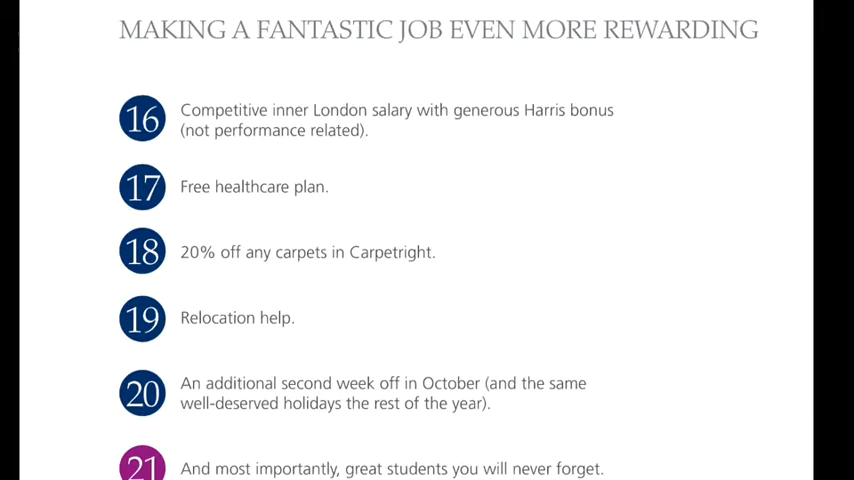 MAKING A FANTASTIC JOB EVEN MORE REWARDING
16 Competitive inner London salary with generous Harris bonus
(not performance related).
17 Free healthcare plan.
18 20% off any carpets in Carpetright.
19 Relocation help.
20 An additional second week off in October (and the same
well-deserved holidays the rest of the year).
21 And most importantly, great students you will never forget.